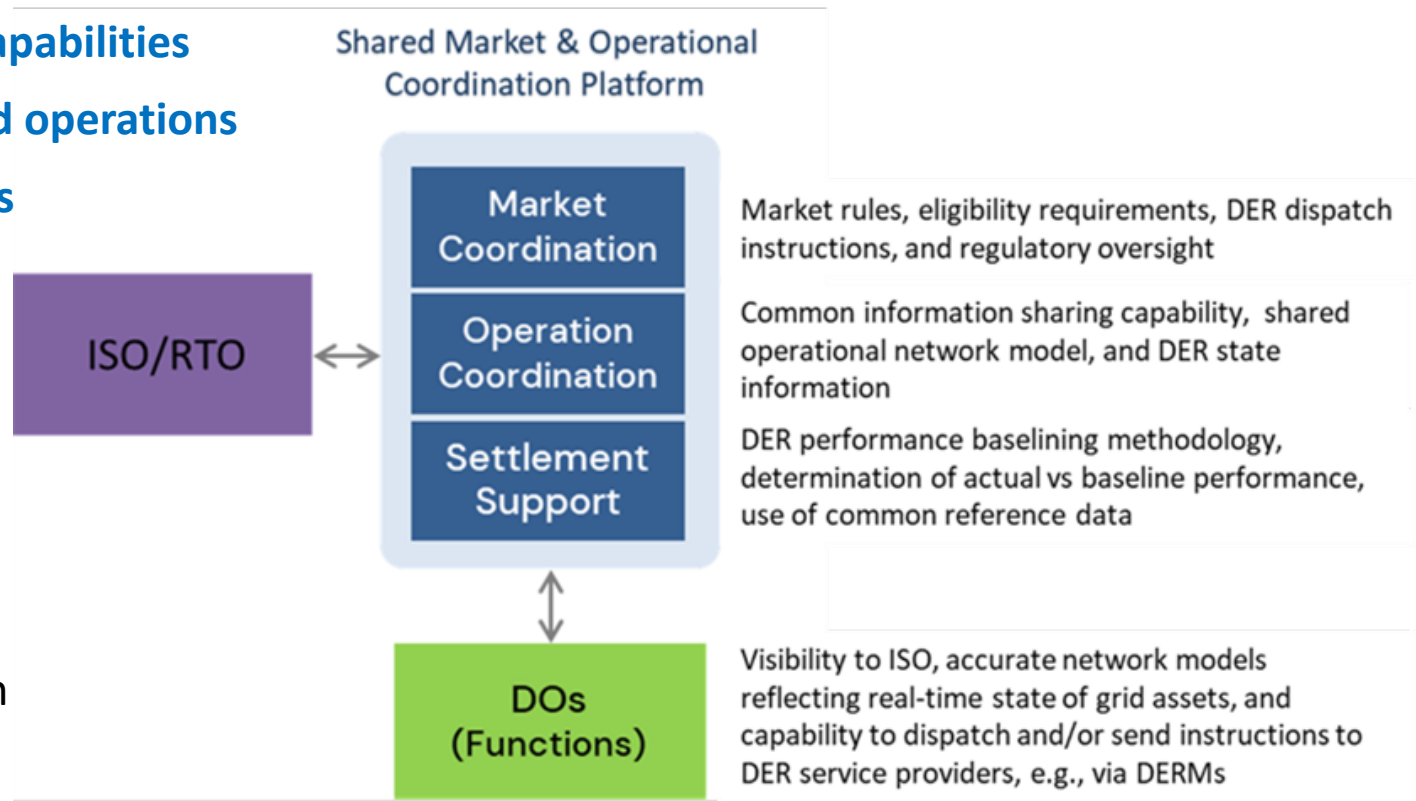 apabilities
d operations
s
Shared Market & Operational
Coordination Platform
Market
Coordination
Market rules, eligibility requirements, DER dispatch
instructions, and regulatory oversight
ISO/RTO
Operation
Coordination
Common information sharing capability, shared
operational network model, and DER state
information
Settlement
Support
DER performance baselining methodology,
determination of actual vs baseline performance,
use of common reference data
n
DOs
(Functions)
Visibility to ISO, accurate network models
reflecting real-time state of grid assets, and
capability to dispatch and/or send instructions to
DER service providers, e.g., via DERMs